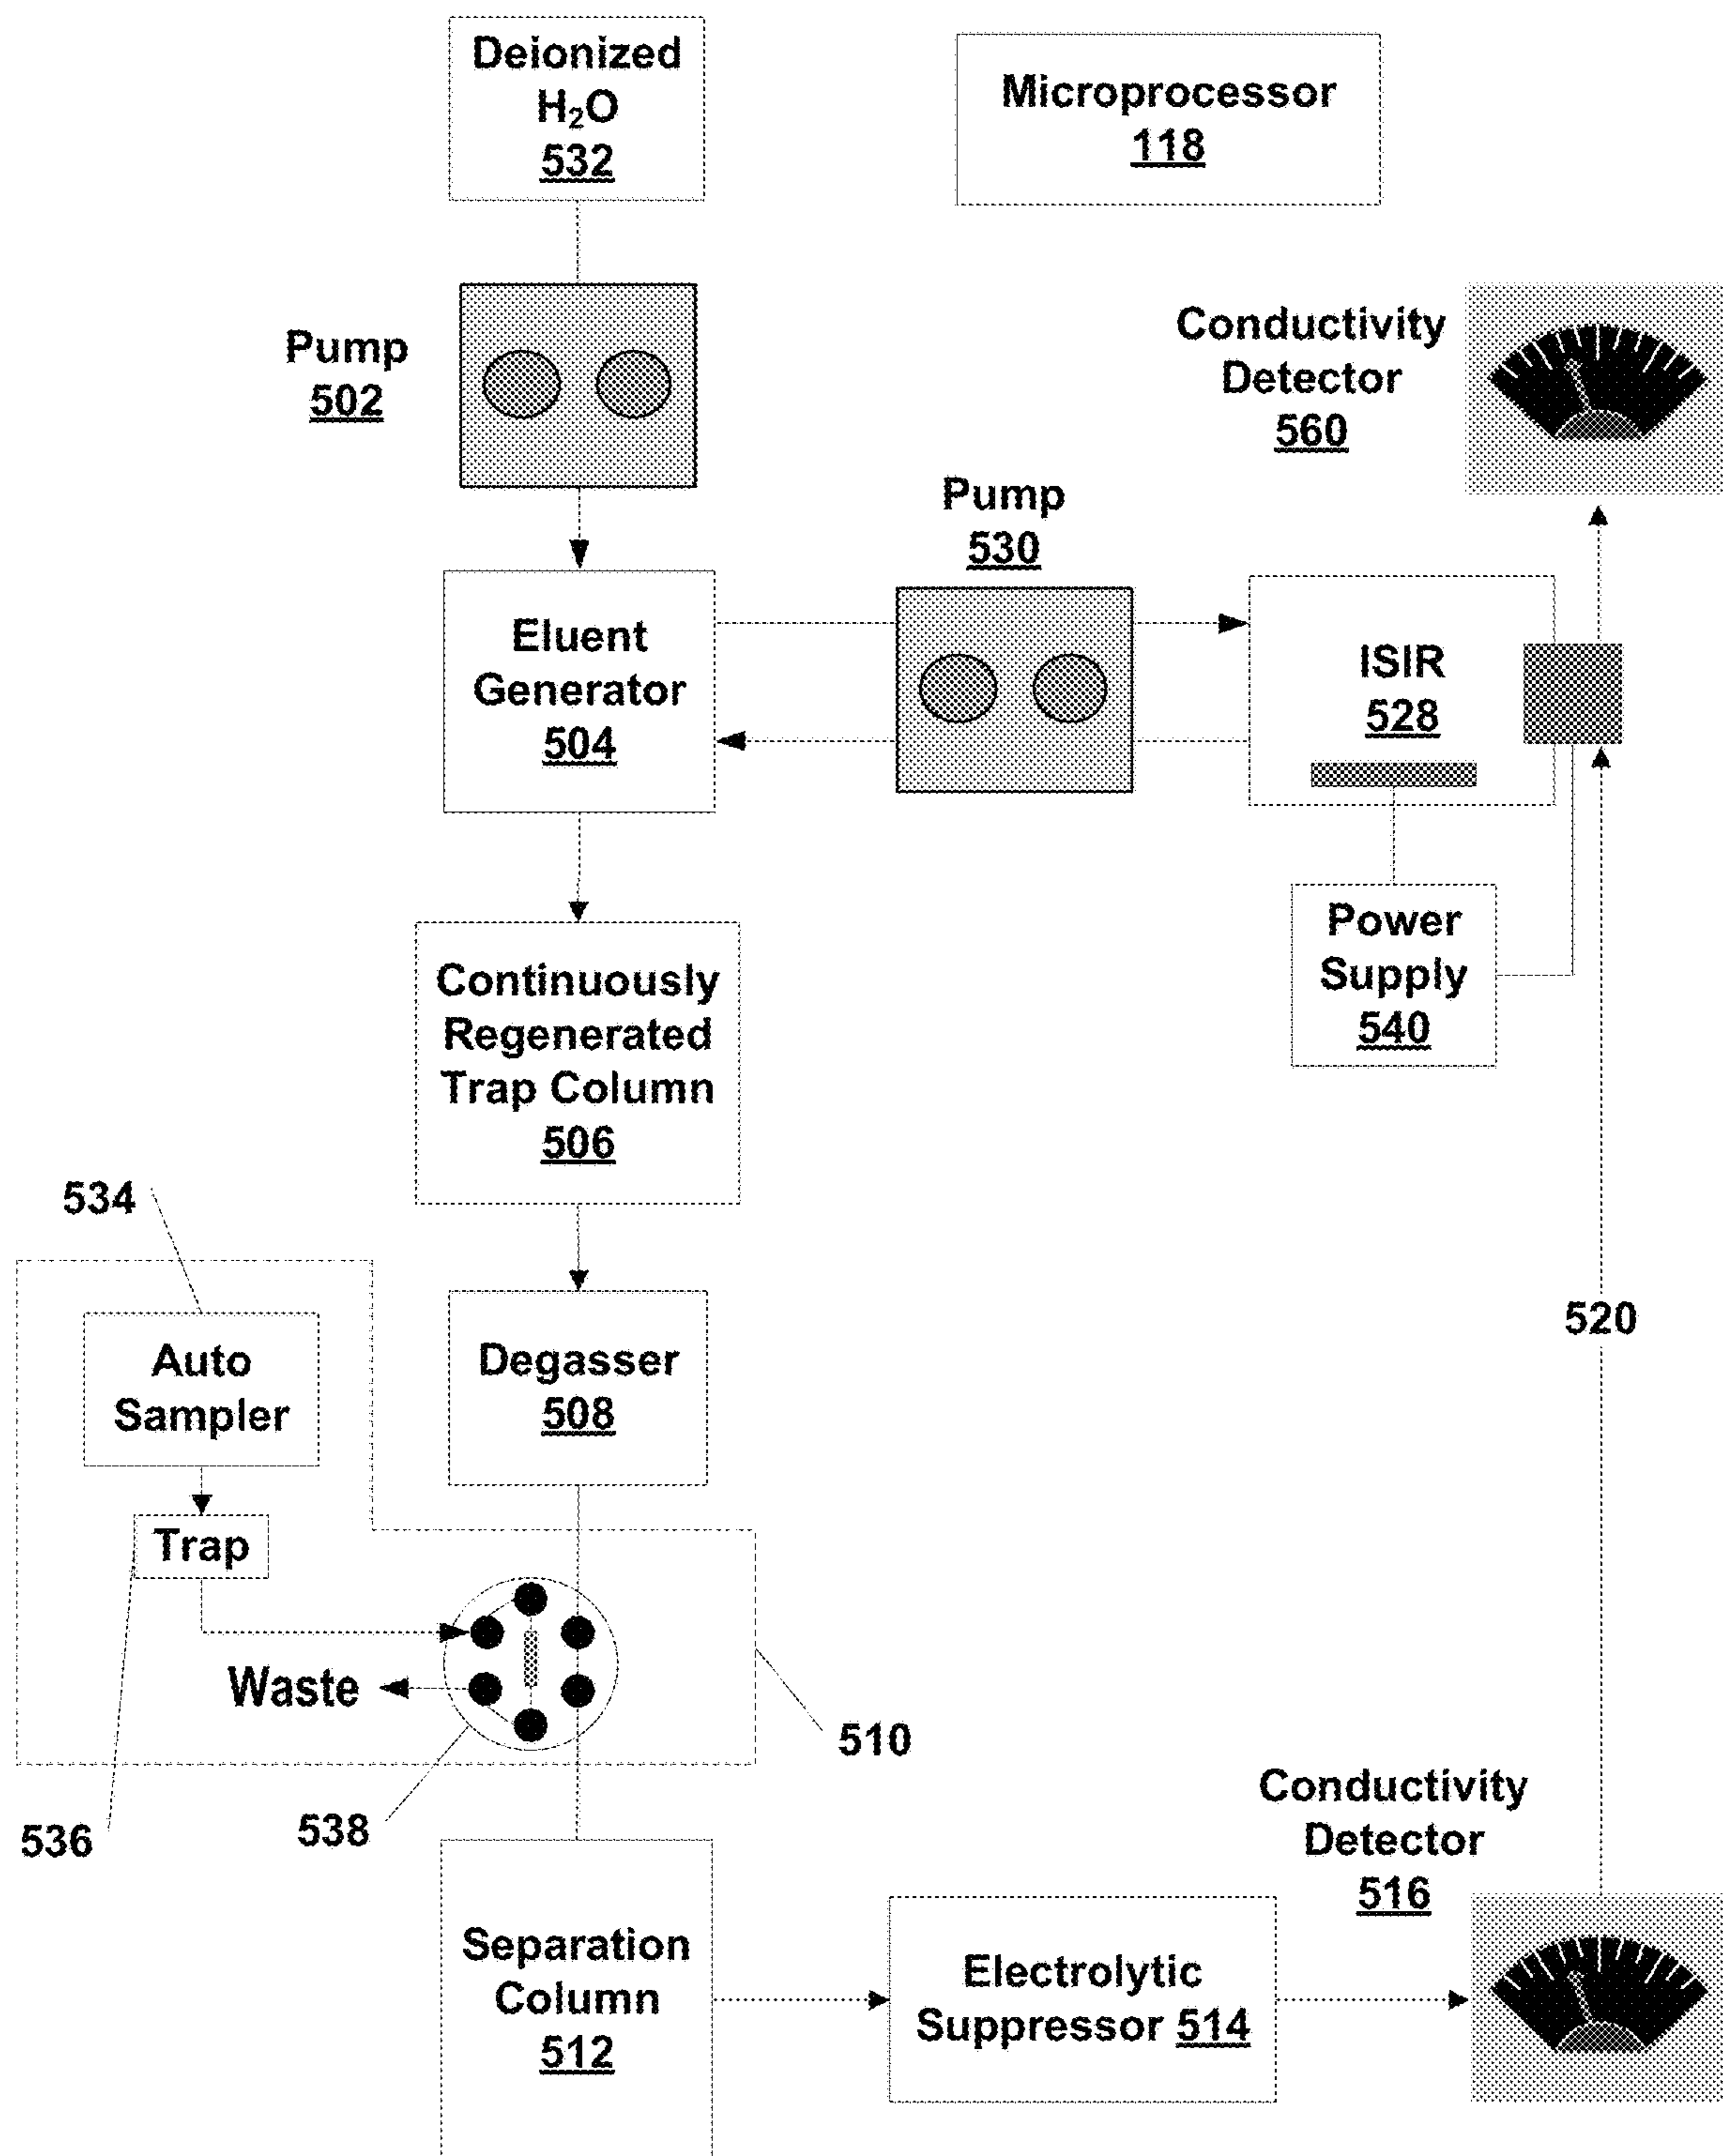 Deionized
H₂O
532
Microprocessor
118
Pump
502
Conductivity
Detector
560
Pump
530
Eluent
Generator
504
ISIR
528
Power
Supply
540
Continuously
Regenerated
Trap Column
506
534
Auto
Sampler
Degasser
508
520
Trap
Waste
510
536
538
Conductivity
Detector
516
Separation
Column
512
Electrolytic
Suppressor 514